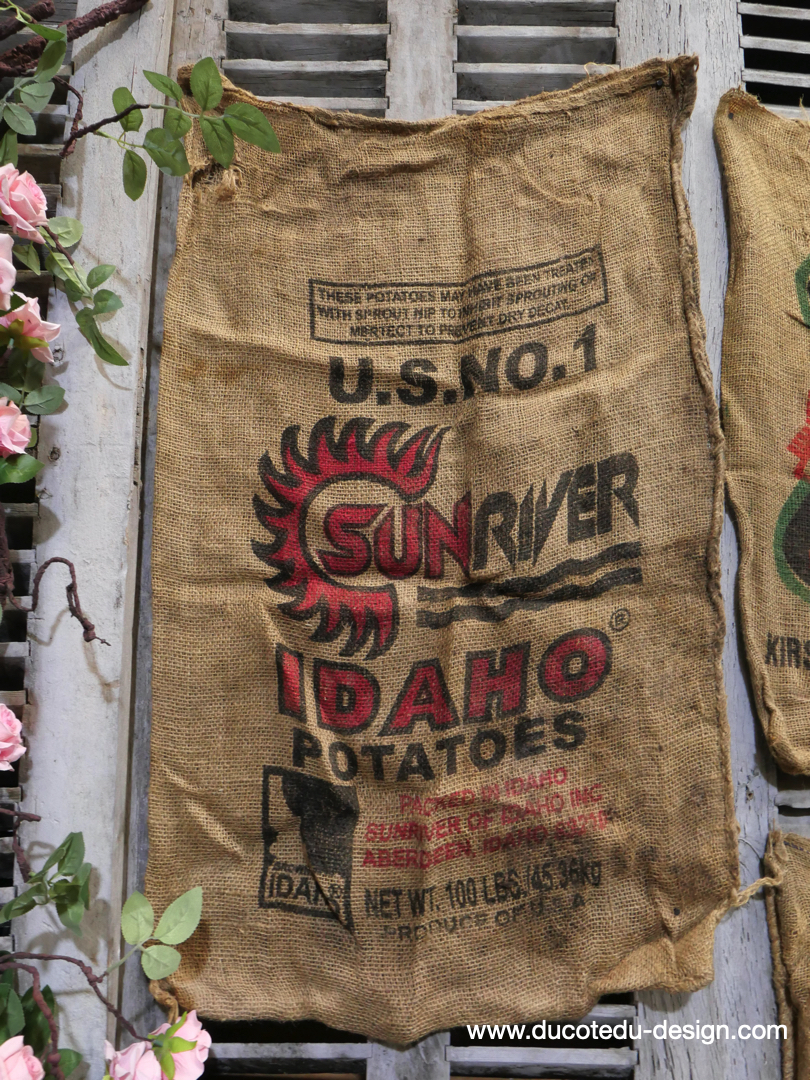 THESE POTATOES MAY HAVE BEEN TREATED
WITH SPROUT NIP TO INHIBIT SPROUTING OR
MERTECT TO PREVENT DRY DECAY...
U.S.NO.1
SUNRIVER
IDAHO®
POTATOES
PACKED IN IDAHO
SUNRIVER OF IDAHO INC
ABERDEEN, IDAHO 83210
IDAHO
NET WT. 100 LBS. (45.36kg
PRODUCE OF U.S.A
KIRS
www.ducotedu-design.com